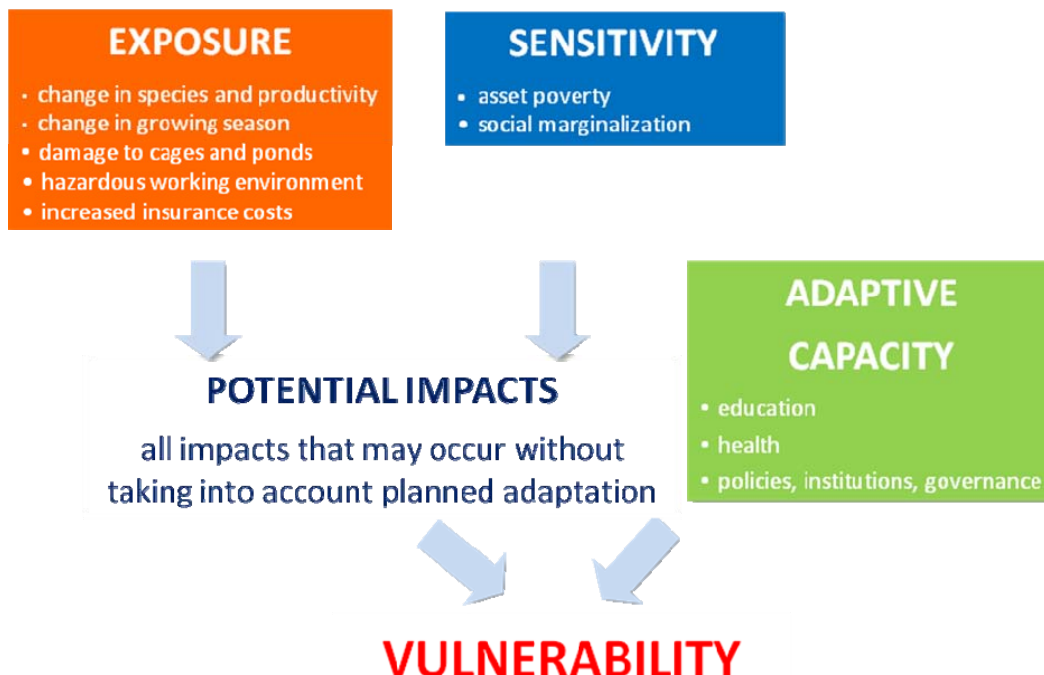 EXPOSURE
· change in species and productivity
· change in growing season
• damage to cages and ponds
• hazardous working environment
• increased insurance costs
SENSITIVITY
• asset poverty
• social marginalization
ADAPTIVE
CAPACITY
• education
• health
• policies, institutions, governance
POTENTIAL IMPACTS
all impacts that may occur without
taking into account planned adaptation
VULNERABILITY